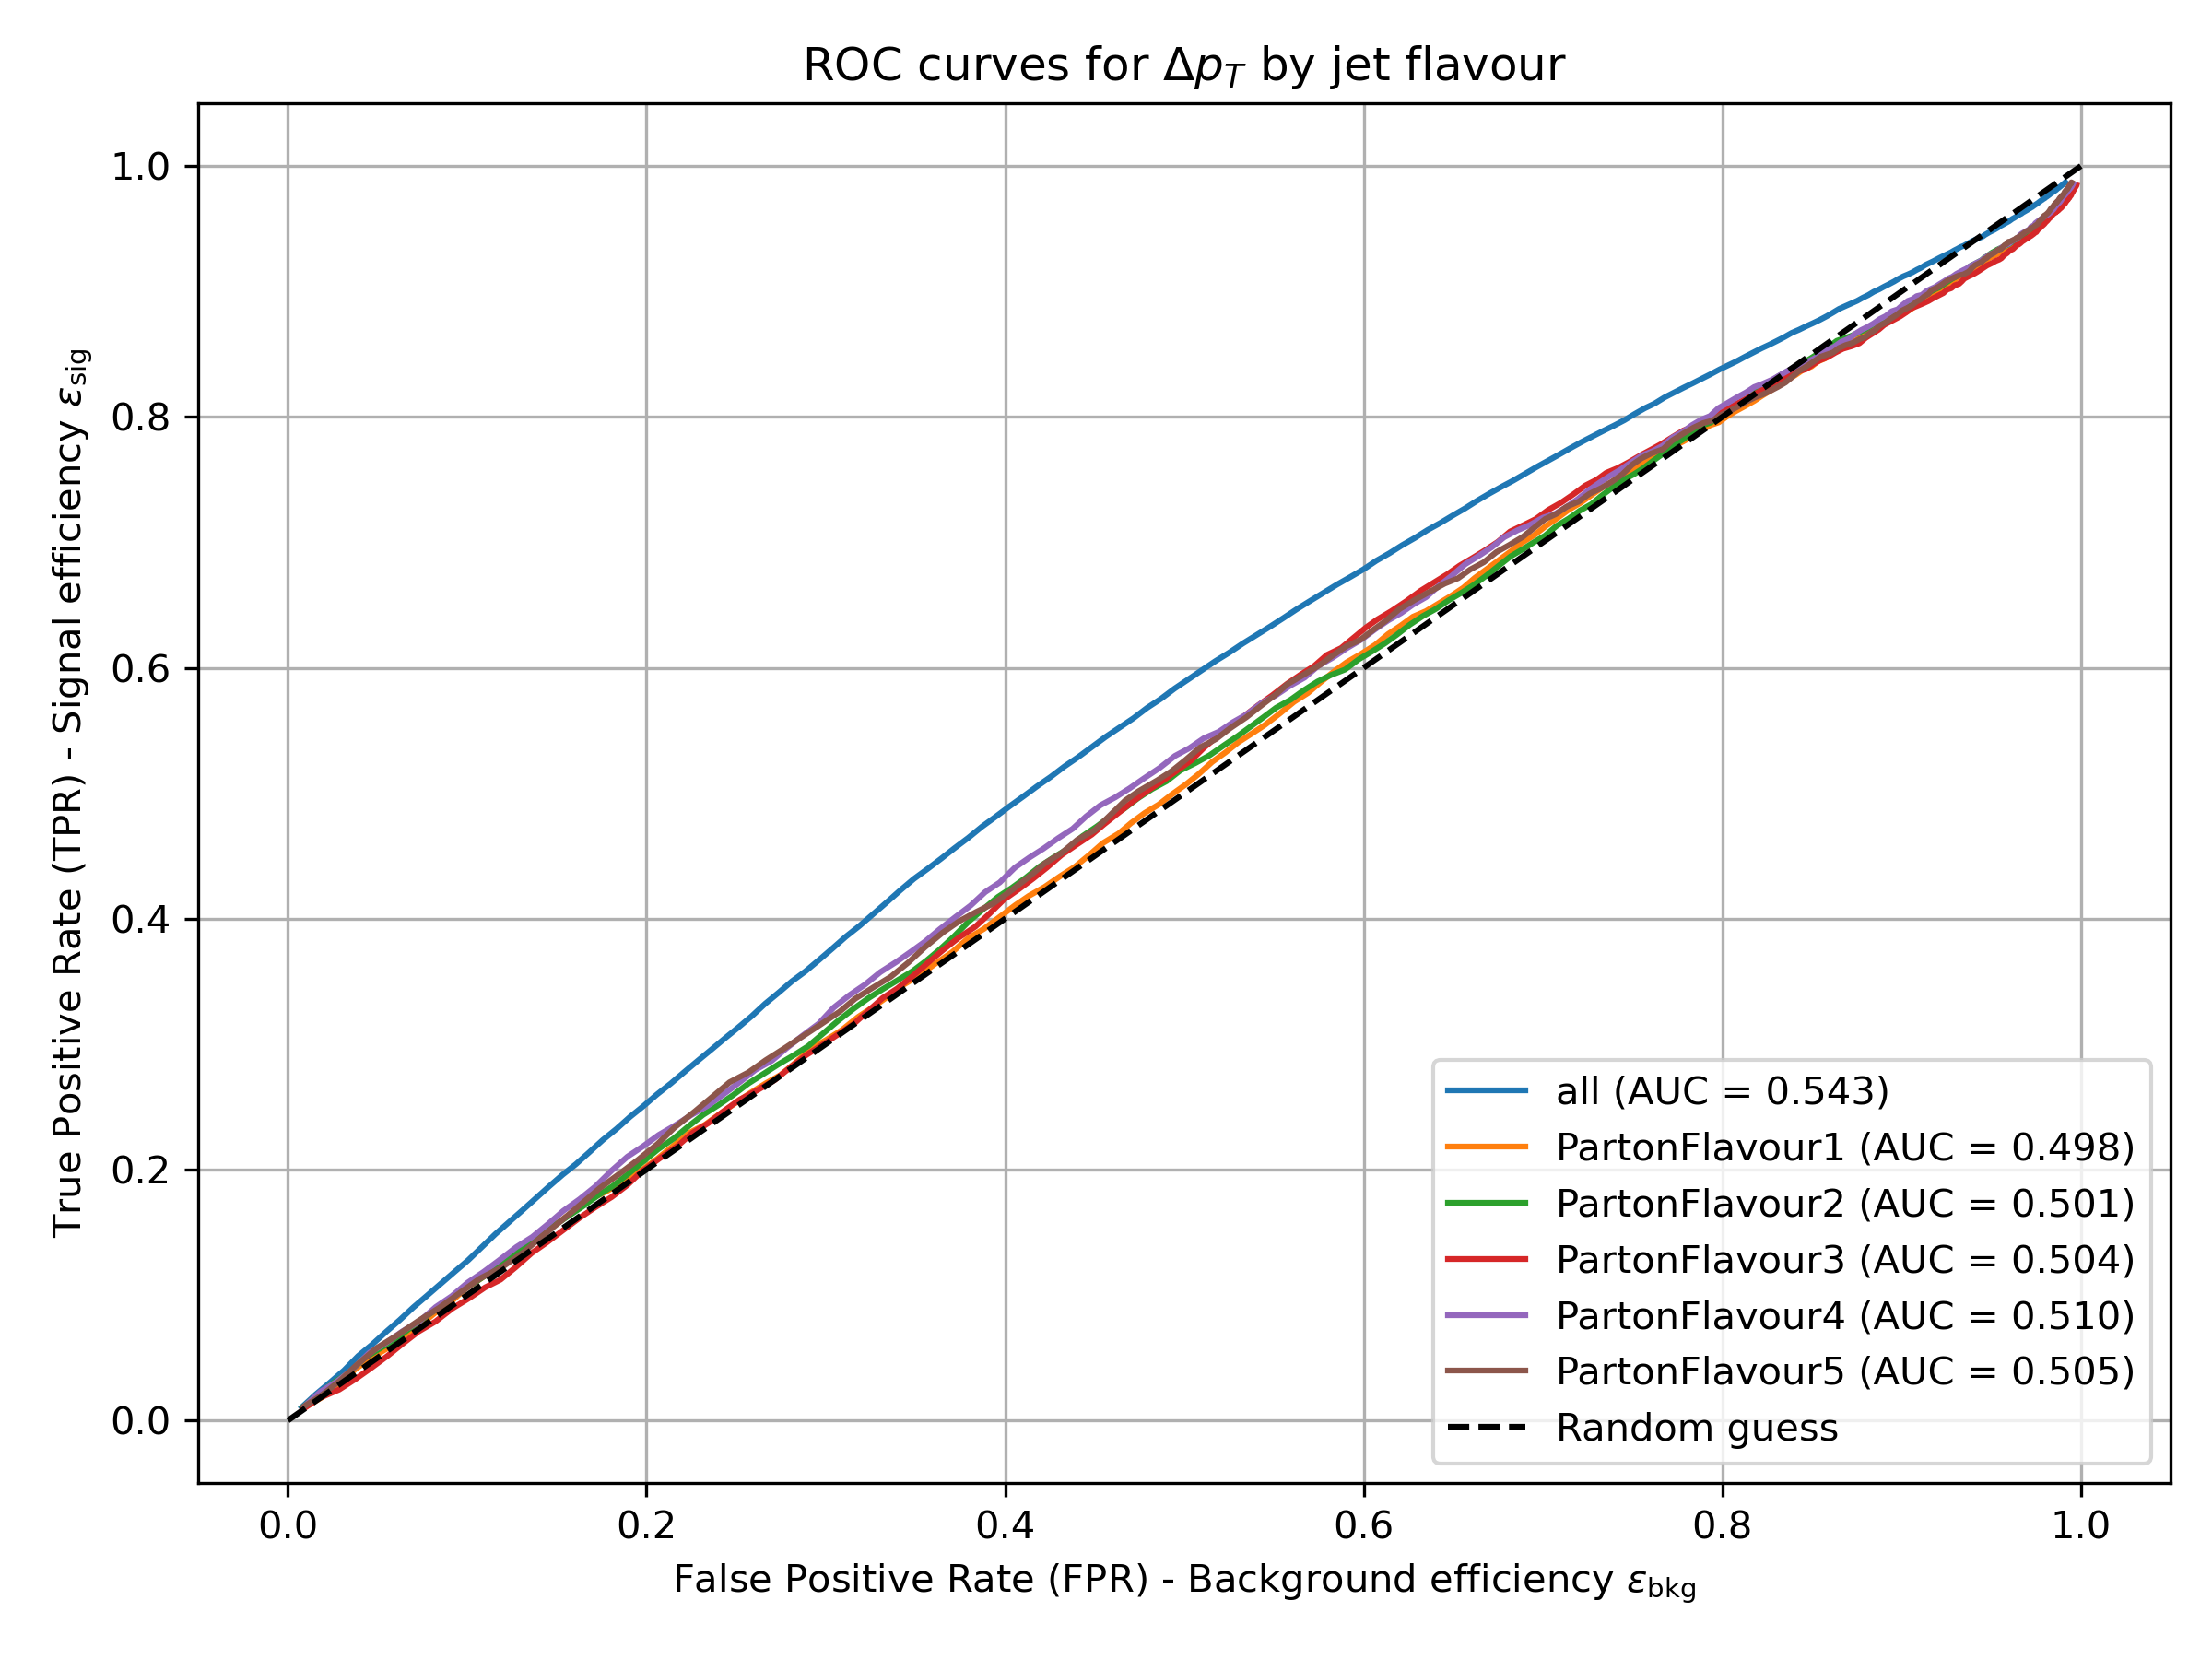 ROC curves for Δp_T by jet flavour
True Positive Rate (TPR) - Signal efficiency ε_sig
1.0
0.8
0.6
0.4
0.2
0.0
all (AUC = 0.543)
PartonFlavour1 (AUC = 0.498)
PartonFlavour2 (AUC = 0.501)
PartonFlavour3 (AUC = 0.504)
PartonFlavour4 (AUC = 0.510)
PartonFlavour5 (AUC = 0.505)
Random guess
0.0 0.2 0.4 0.6 0.8 1.0
False Positive Rate (FPR) - Background efficiency ε_bkg